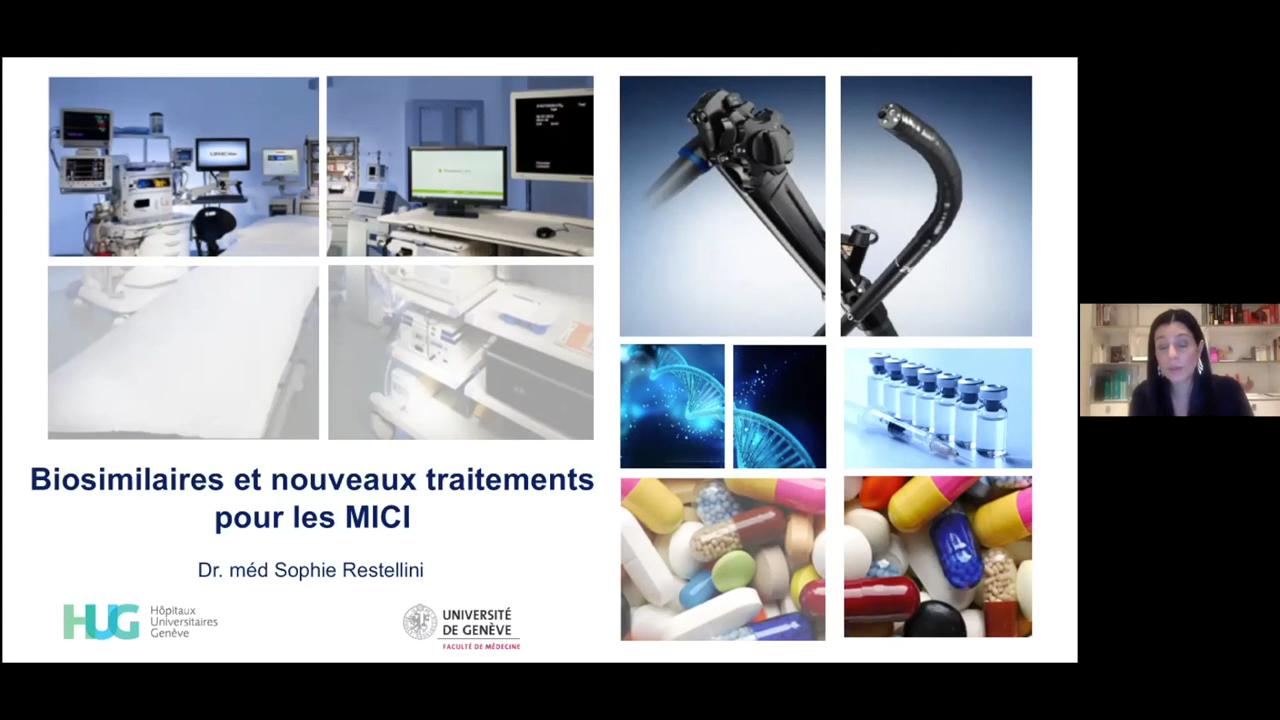 Biosimilaires et nouveaux traitements
pour les MICI
Dr. méd Sophie Restellini
HUG
Hôpitaux
Universitaires
Genève
UNIVERSITÉ
DE GENÈVE
FACULTÉ DE MÉDECINE